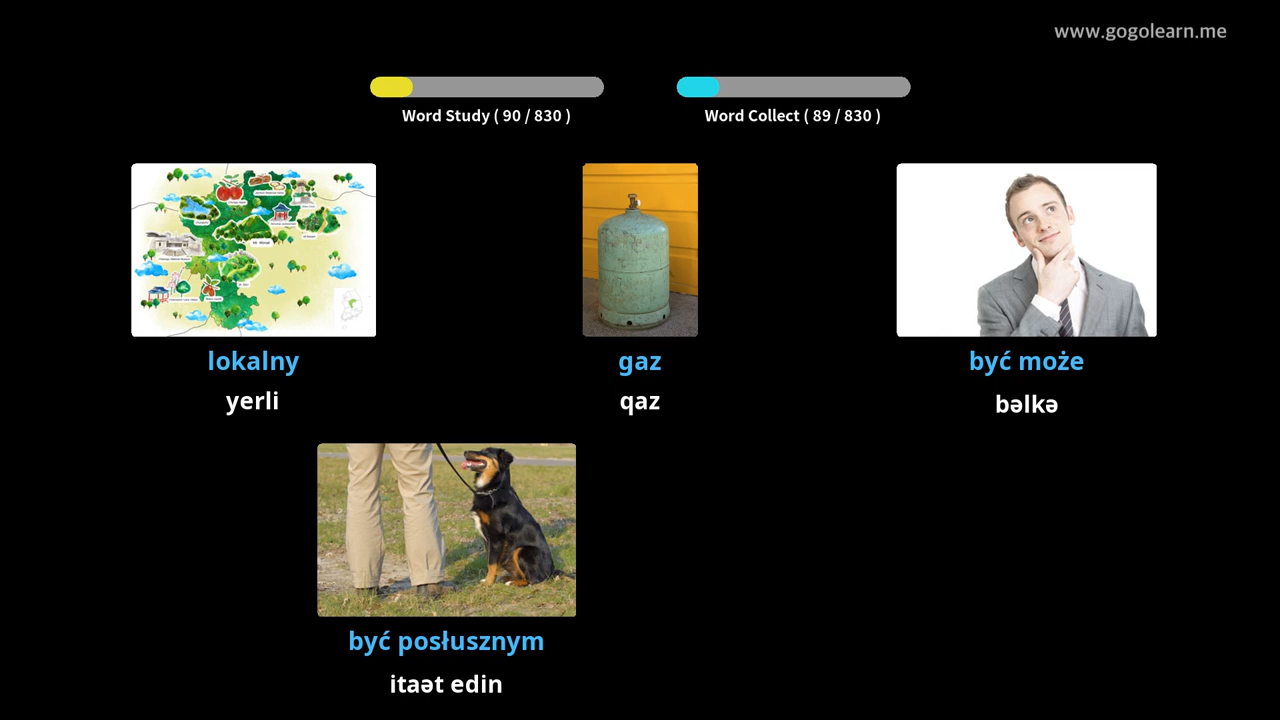 www.gogolearn.me
Word Study ( 90 / 830 )
Word Collect ( 89 / 830 )
lokalny
gaz
być może
yerli
qaz
bəlkə
być posłusznym
itaət edin